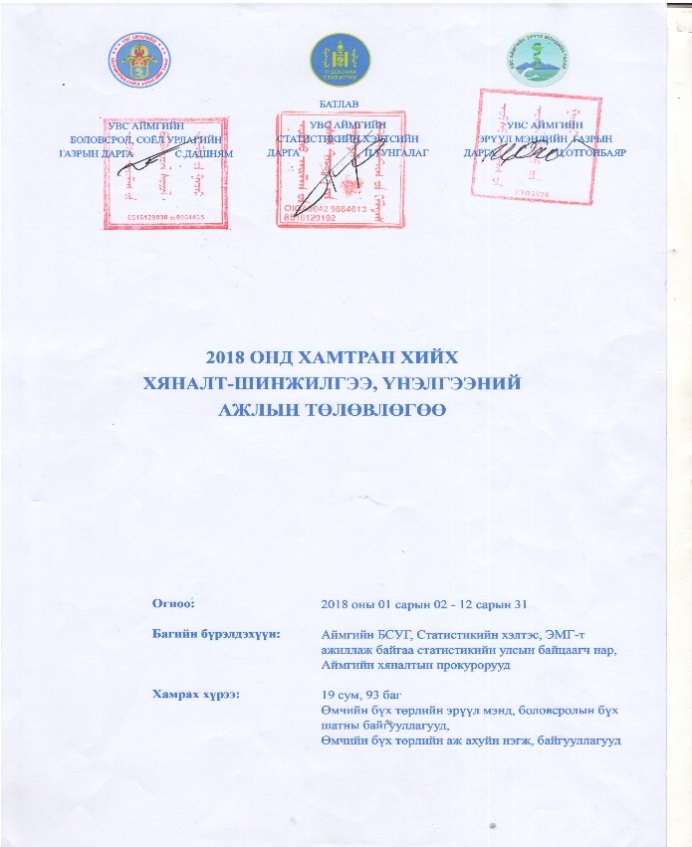 БАТЛАВ
УВС АЙМГИЙН
БОЛОВСРОЛ, СОЁЛ УРЛАГИЙН
ГАЗРЫН ДАРГА С.ДАШНЯМ
УВС АЙМГИЙН
СТАТИСТИКИЙН ХЭЛТСИЙН
ДАРГА П.ТУНГАЛАГ
УВС АЙМГИЙН
ЭРҮҮЛ МЭНДИЙН ГАЗРЫН
ДАРГА Ц.ОТГОНБАЯР
2018 ОНД ХАМТРАН ХИЙХ
ХЯНАЛТ-ШИНЖИЛГЭЭ, ҮНЭЛГЭЭНИЙ
АЖЛЫН ТӨЛӨВЛӨГӨӨ
Огноо: 2018 оны 01 сарын 02 - 12 сарын 31
Багийн бүрэлдэхүүн: Аймгийн БСУГ, Статистикийн хэлтэс, ЭМГ-т
ажиллаж байгаа статистикийн улсын байцаагч нар,
Аймгийн хяналтын прокурорууд
Хамрах хүрээ: 19 сум, 93 баг
Өмчийн бүх төрлийн эрүүл мэнд, боловсролын бүх
шатны байгууллагууд,
Өмчийн бүх төрлийн аж ахуйн нэгж, байгууллагууд